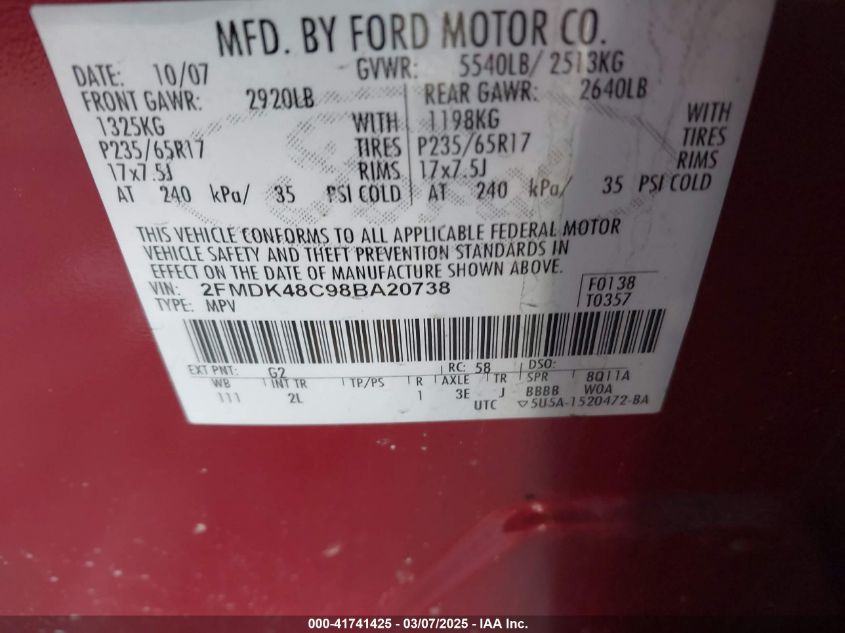 MFD. BY FORD MOTOR CO.
DATE: 10/07 GVWR: 5540LB/ 2513KG
FRONT GAWR: 2920LB REAR GAWR: 2640LB
1325KG WITH 1198KG WITH
P235/65R17 TIRES P235/65R17 TIRES
17x7.5J RIMS 17x7.5J RIMS
AT 240 kPa/ 35 PSI COLD AT 240 kPa/ 35 PSI COLD
THIS VEHICLE CONFORMS TO ALL APPLICABLE FEDERAL MOTOR
VEHICLE SAFETY AND THEFT PREVENTION STANDARDS IN
EFFECT ON THE DATE OF MANUFACTURE SHOWN ABOVE.
VIN: 2FMDK48C98BA20738 F0138
TYPE: MPV T0357
EXT PNT: G2 RC: 58 DSO:
WB INT TR TP/PS R AXLE TR SPR 8Q11A
111 2L 1 3E J BBBB W0A
UTC ▽5U5A-1520472-BA
000-41741425 - 03/07/2025 - IAA Inc.